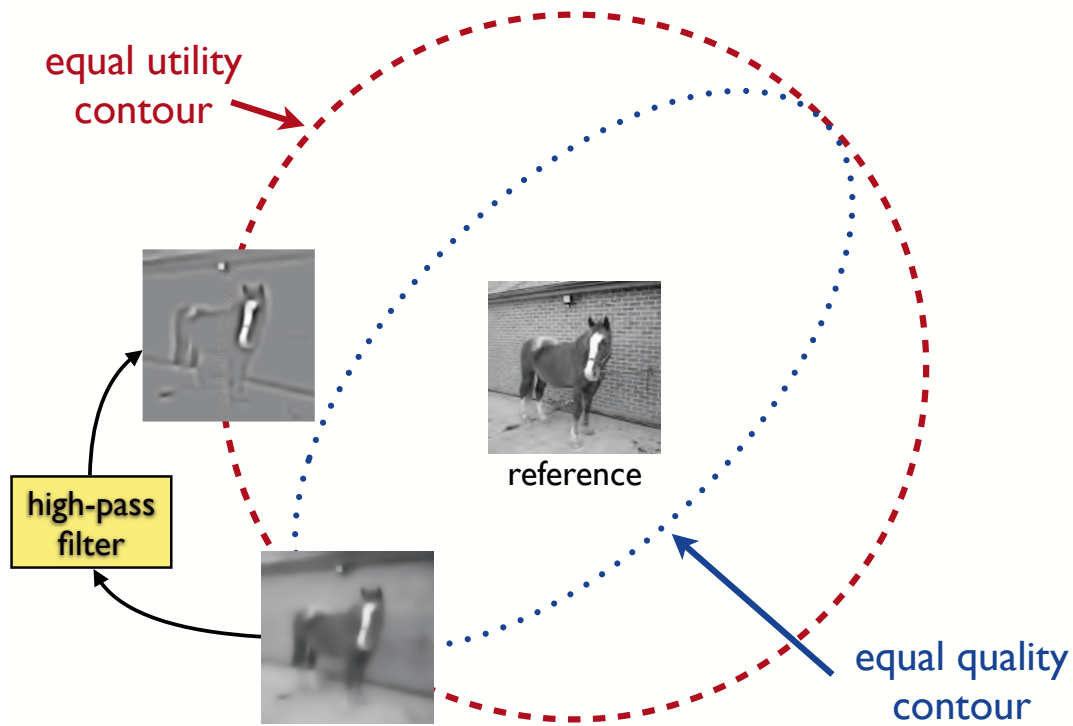 equal utility
contour
reference
high-pass
filter
equal quality
contour